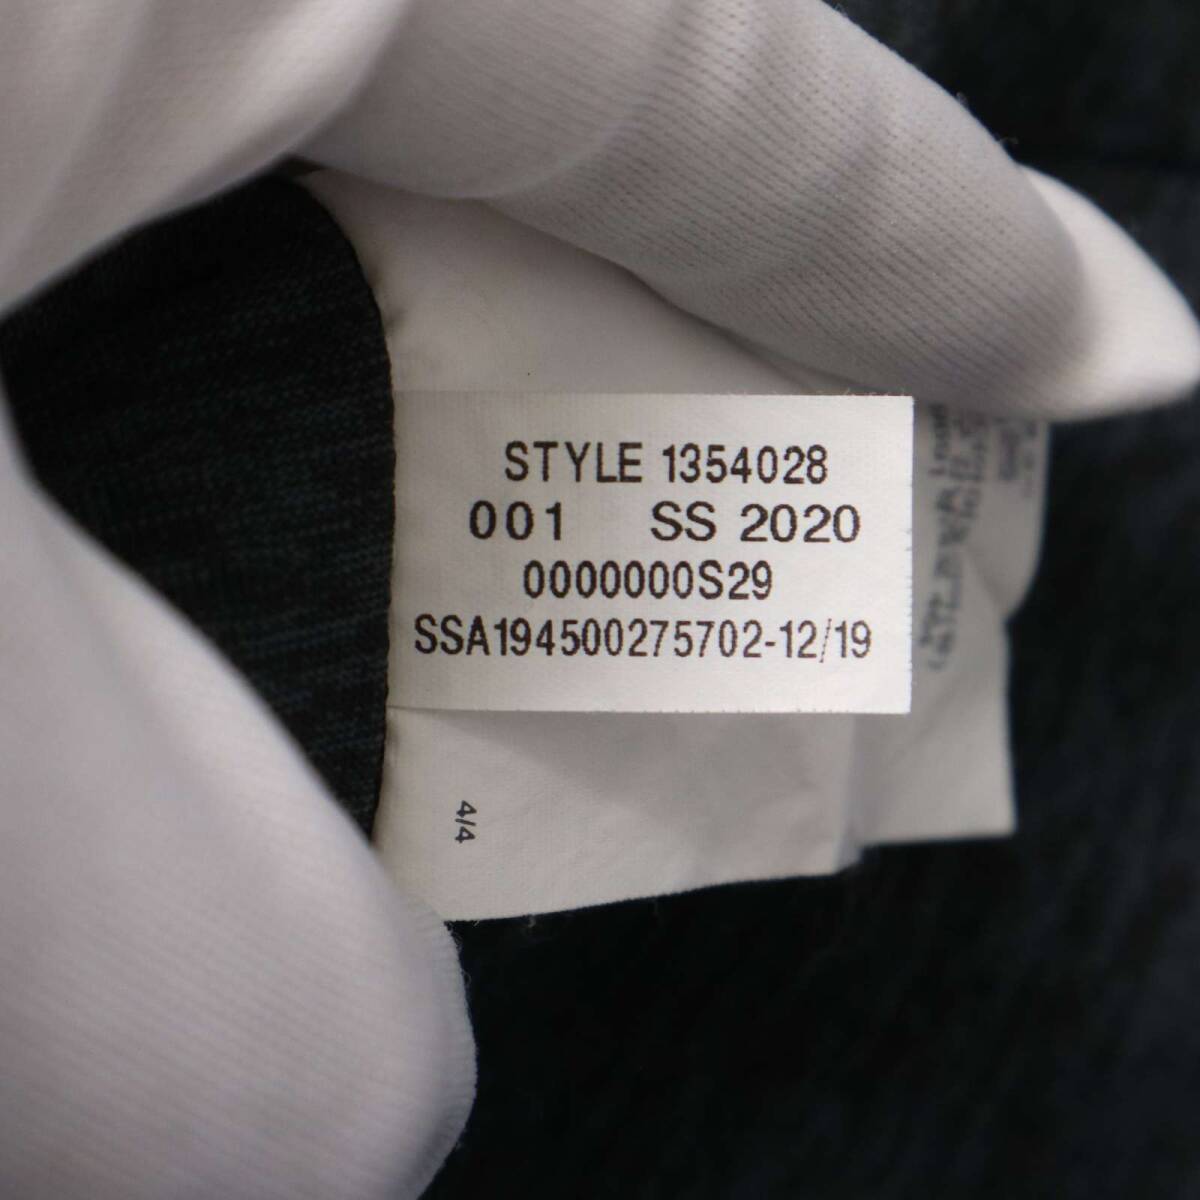 STYLE 1354028
001 SS 2020
0000000S29
SSA194500275702-12/19
4/4